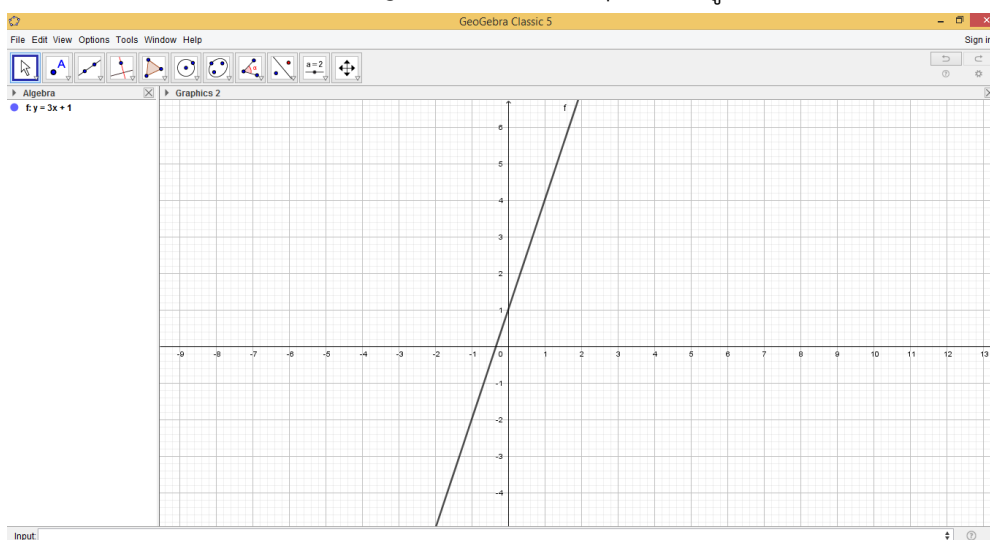 GeoGebra Classic 5
File Edit View Options Tools Window Help
Sign in
A
a=2
Algebra
Graphics 2
f: y = 3x + 1
f
6
5
4
3
2
1
-9 -8 -7 -6 -5 -4 -3 -2 -1 0 1 2 3 4 5 6 7 8 9 10 11 12 13
-1
-2
-3
-4
Input: